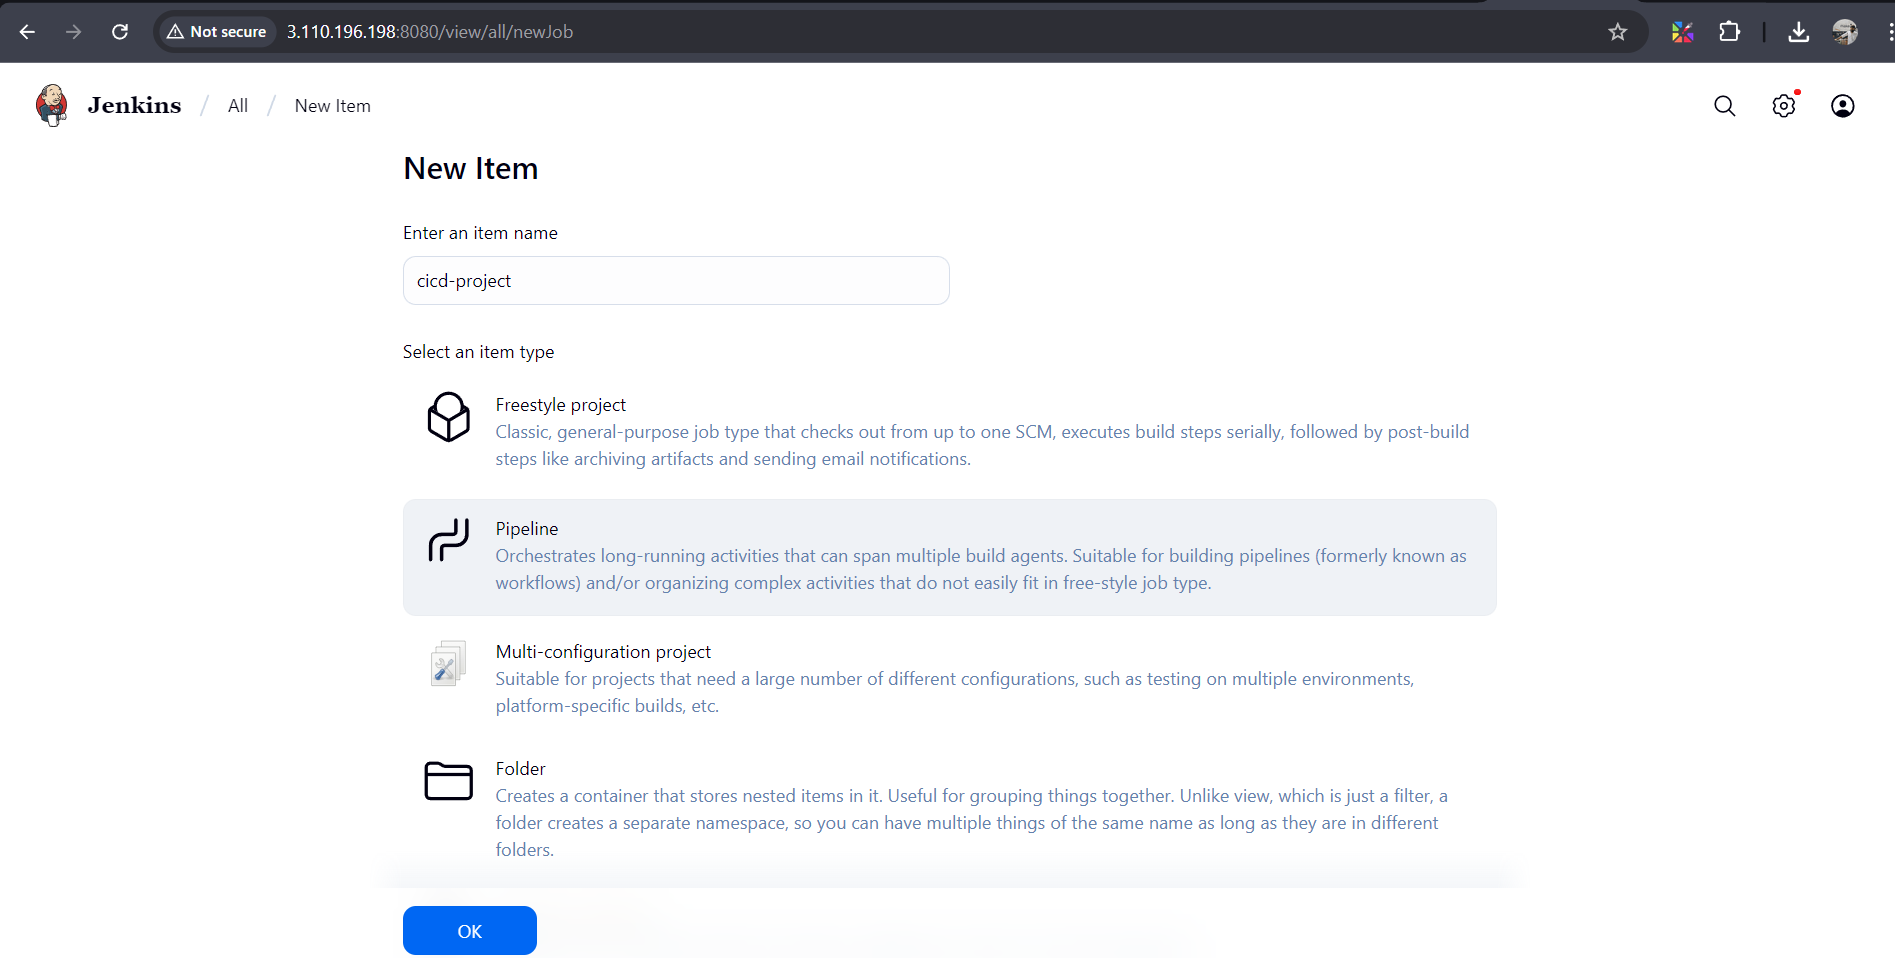 Not secure 3.110.196.198:8080/view/all/newJob
Jenkins / All / New Item
New Item
Enter an item name
cicd-project
Select an item type
Freestyle project
Classic, general-purpose job type that checks out from up to one SCM, executes build steps serially, followed by post-build
steps like archiving artifacts and sending email notifications.
Pipeline
Orchestrates long-running activities that can span multiple build agents. Suitable for building pipelines (formerly known as
workflows) and/or organizing complex activities that do not easily fit in free-style job type.
Multi-configuration project
Suitable for projects that need a large number of different configurations, such as testing on multiple environments,
platform-specific builds, etc.
Folder
Creates a container that stores nested items in it. Useful for grouping things together. Unlike view, which is just a filter, a
folder creates a separate namespace, so you can have multiple things of the same name as long as they are in different
folders.
OK